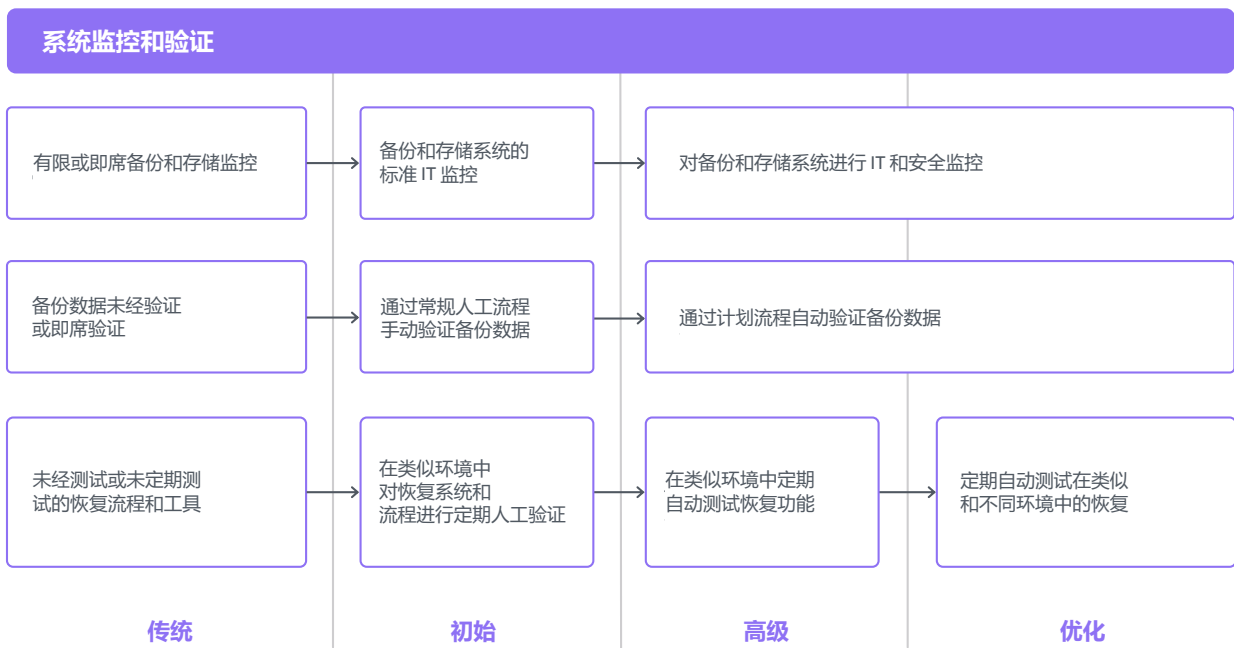 系统监控和验证
有限或即席备份和存储监控
备份和存储系统的
标准 IT 监控
对备份和存储系统进行 IT 和安全监控
备份数据未经验证
或即席验证
通过常规人工流程
手动验证备份数据
通过计划流程自动验证备份数据
未经测试或未定期测
试的恢复流程和工具
在类似环境中
对恢复系统和
流程进行定期人工验证
在类似环境中定期
自动测试恢复功能
定期自动测试在类似
和不同环境中的恢复
传统
初始
高级
优化